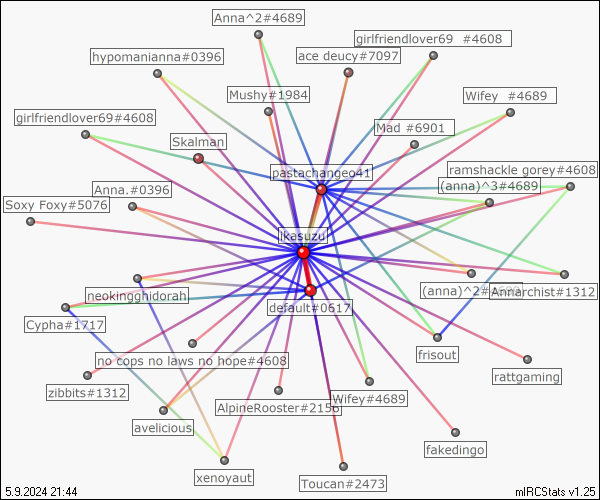 Anna^2#4689
girlfriendlover69 #4608
hypomanianna#0396
ace deucy#7097
Mushy#1984
Wifey #4689
girlfriendlover69#4608
Mad #6901
Skalman
pastachangeo41
ramshackle gorey#4608
(anna)^3#4689
Anna.#0396
Soxy Foxy#5076
ikasuzu
neokingghidorah
(anna)^2#
Annarchist#1312
default#0617
Cypha#1717
frisout
no cops no laws no hope#4608
rattgaming
zibbits#1312
AlpineRooster#2156
Wifey#4689
avelicious
fakedingo
xenoyaut
Toucan#2473
5.9.2024 21:44
mIRCStats v1.25